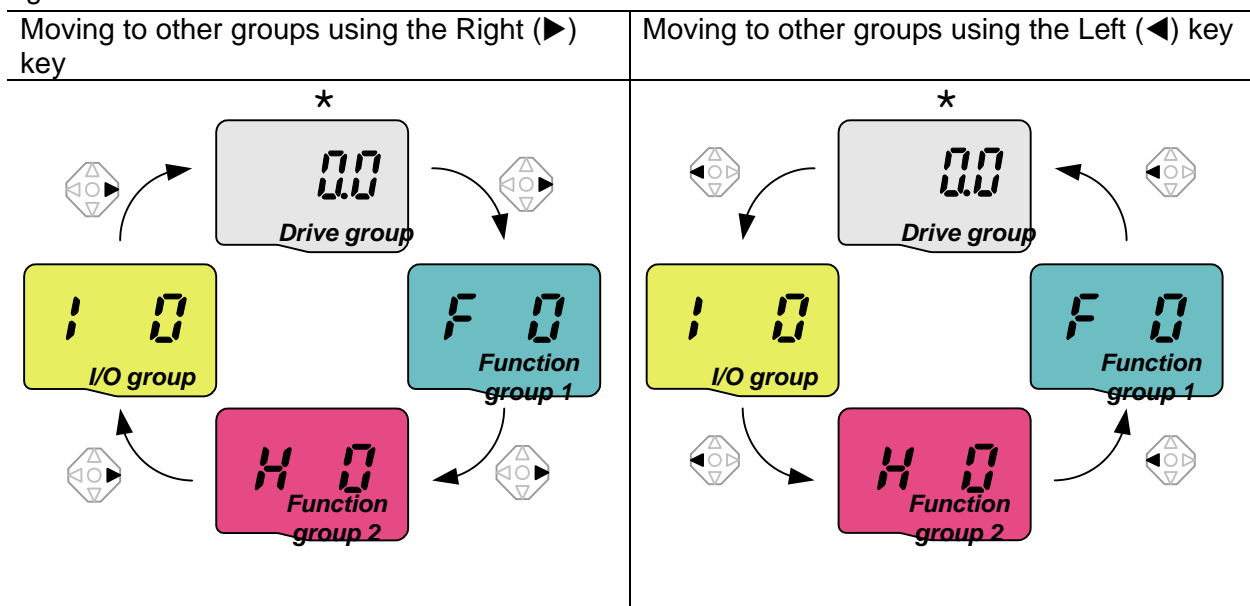 Moving to other groups using the Right (▶)
key
Moving to other groups using the Left (◀) key
*
0.0
Drive group
I 0
I/O group
F 0
Function
group 1
H 0
Function
group 2
*
0.0
Drive group
I 0
I/O group
F 0
Function
group 1
H 0
Function
group 2